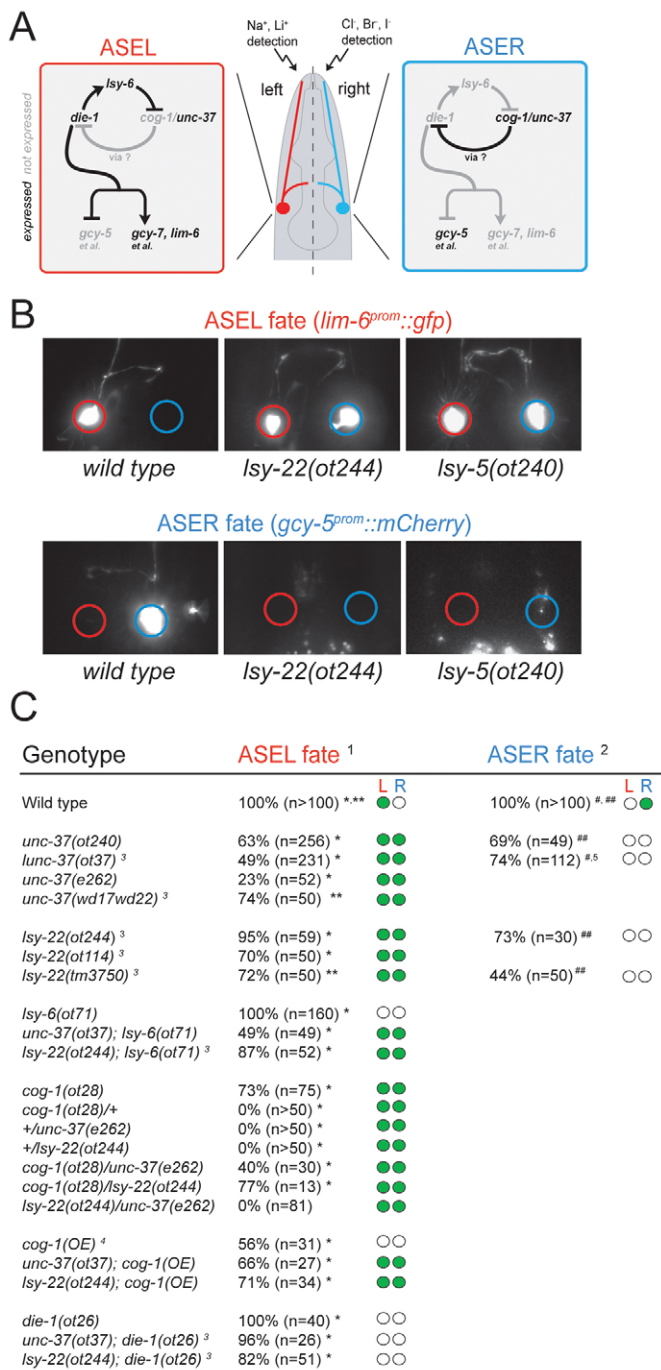 A
ASEL
Na+, Li+ detection
Cl-, Br-, I- detection
ASER
left
right
expressed
not expressed
lsy-6
die-1
cog-1/unc-37
via ?
gcy-5 et al.
gcy-7, lim-6 et al.
expressed
not expressed
lsy-6
die-1
cog-1/unc-37
via ?
gcy-5 et al.
gcy-7, lim-6 et al.
B
ASEL fate (lim-6prom::gfp)
wild type
lsy-22(ot244)
lsy-5(ot240)
ASER fate (gcy-5prom::mCherry)
wild type
lsy-22(ot244)
lsy-5(ot240)
C
Genotype ASEL fate 1 ASER fate 2
L R L R
Wild type 100% (n>100) *,** 100% (n>100) #, ##
unc-37(ot240) 63% (n=256) * 69% (n=49) ##
lunc-37(ot37) 3 49% (n=231) * 74% (n=112) #,5
unc-37(e262) 23% (n=52) *
unc-37(wd17wd22) 3 74% (n=50) **
lsy-22(ot244) 3 95% (n=59) * 73% (n=30) ##
lsy-22(ot114) 3 70% (n=50) *
lsy-22(tm3750) 3 72% (n=50) ** 44% (n=50) ##
lsy-6(ot71) 100% (n=160) *
unc-37(ot37); lsy-6(ot71) 49% (n=49) *
lsy-22(ot244); lsy-6(ot71) 3 87% (n=52) *
cog-1(ot28) 73% (n=75) *
cog-1(ot28)/+ 0% (n>50) *
+/unc-37(e262) 0% (n>50) *
+/lsy-22(ot244) 0% (n>50) *
cog-1(ot28)/unc-37(e262) 40% (n=30) *
cog-1(ot28)/lsy-22(ot244) 77% (n=13) *
lsy-22(ot244)/unc-37(e262) 0% (n=81)
cog-1(OE) 4 56% (n=31) *
unc-37(ot37); cog-1(OE) 66% (n=27) *
lsy-22(ot244); cog-1(OE) 71% (n=34) *
die-1(ot26) 100% (n=40) *
unc-37(ot37); die-1(ot26) 3 96% (n=26) *
lsy-22(ot244); die-1(ot26) 3 82% (n=51) *